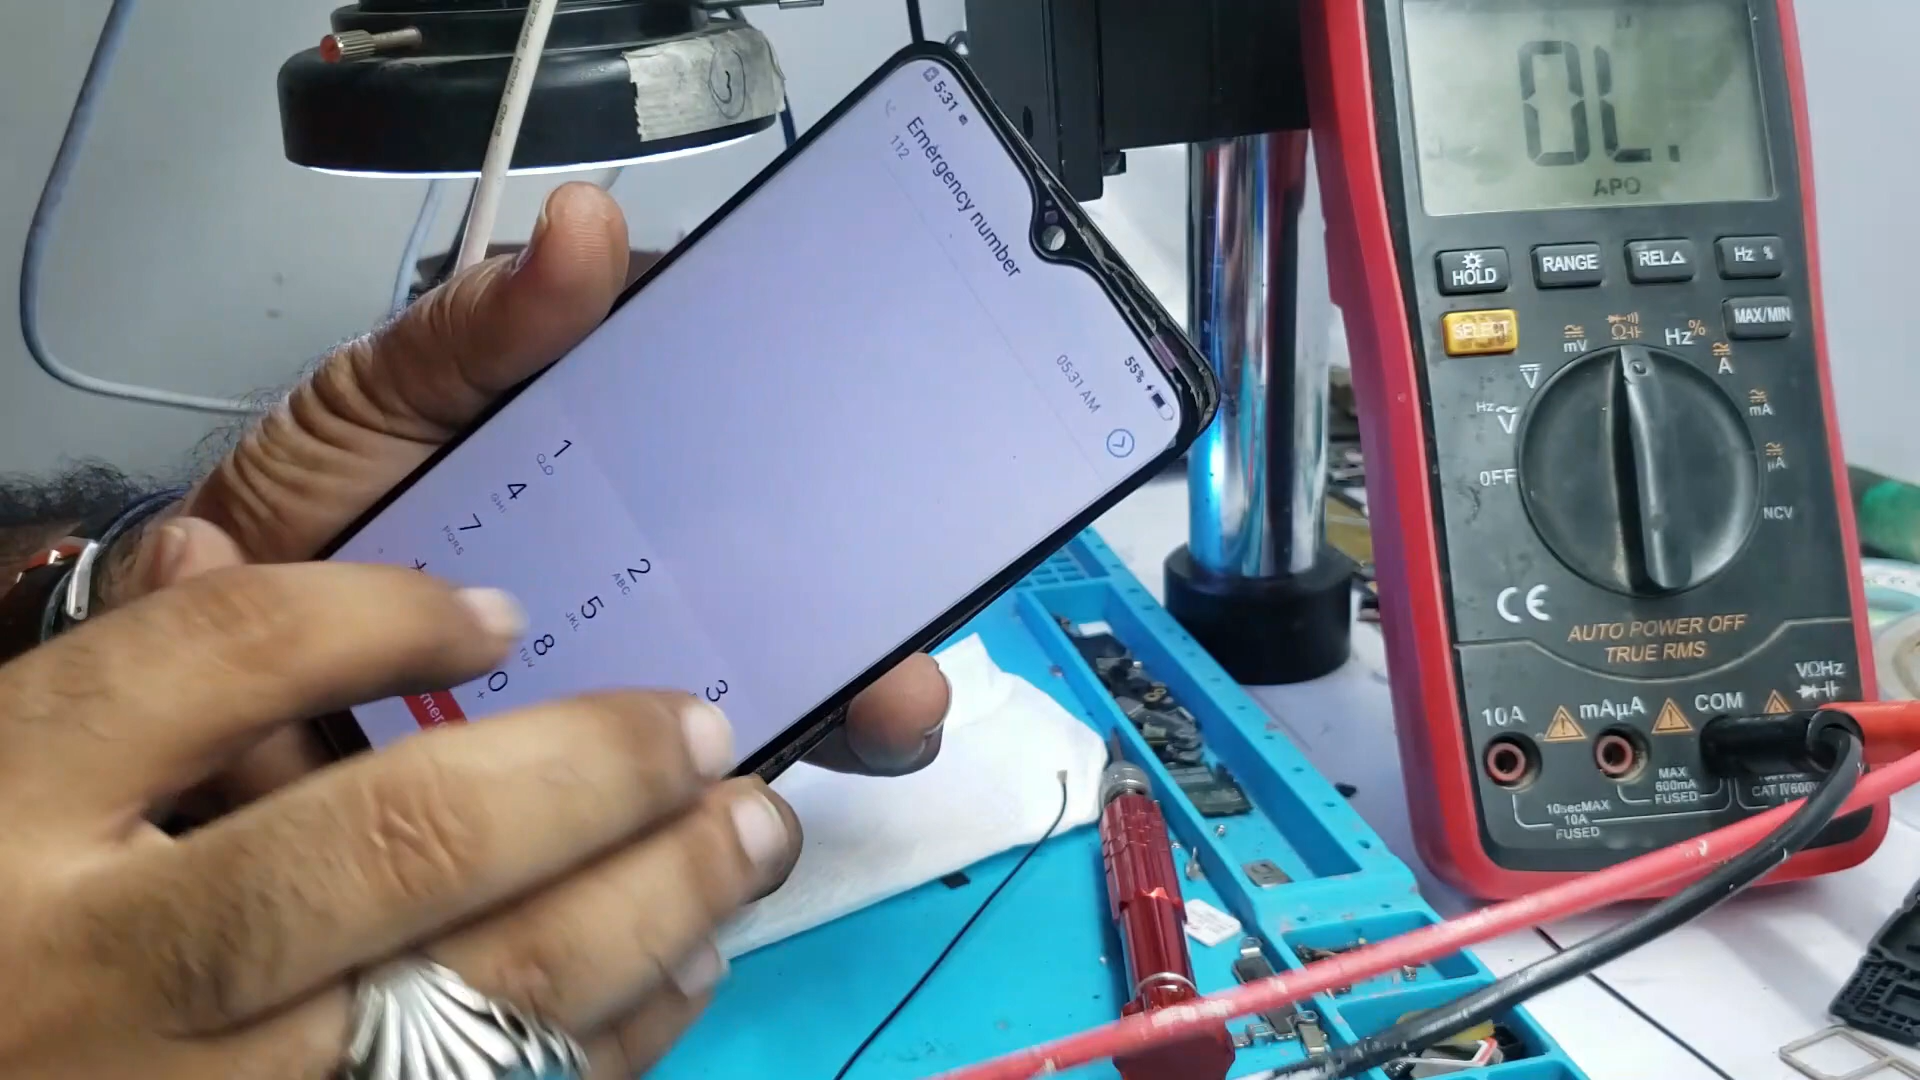 3
5:31
Emergency number
112
05:31 AM
55%
1
2
ABC
3
4
GHI
5
JKL
7
PQRS
8
TUV
*
0
+
0L.
APO
HOLD
RANGE
REL△
Hz %
SELECT
MAX/MIN
mV
Ω
Hz%
A
V
Hz
V
mA
µA
OFF
NCV
CE
AUTO POWER OFF
TRUE RMS
10A
mAµA
COM
VΩHz
MAX
600mA
FUSED
10secMAX
10A
FUSED
CAT IV600V